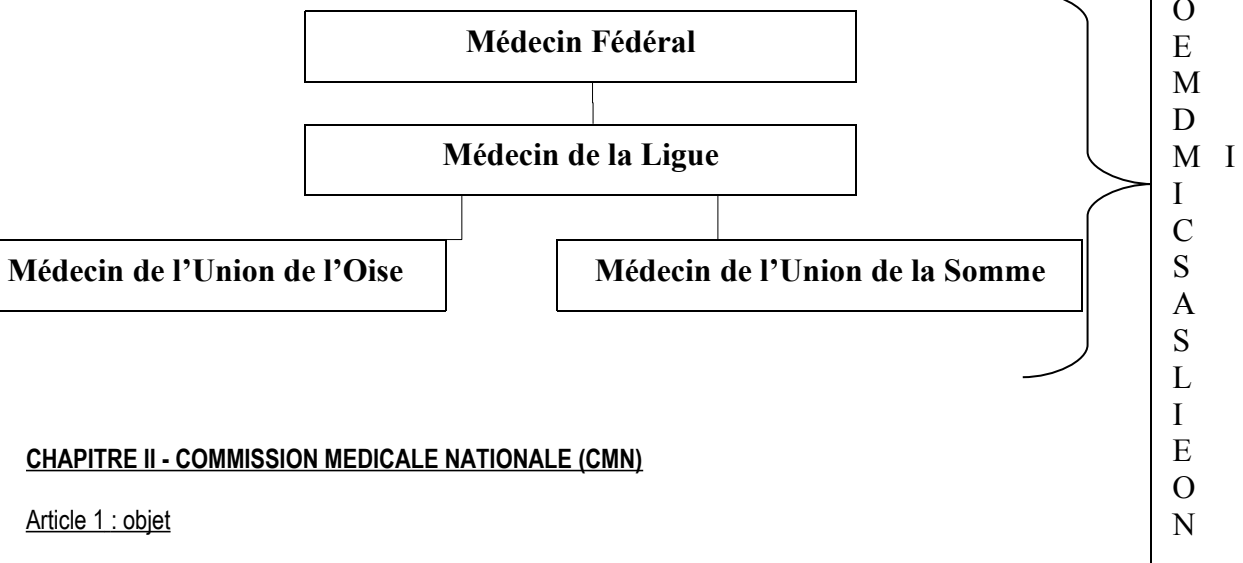 Médecin Fédéral
Médecin de la Ligue
Médecin de l’Union de l’Oise
Médecin de l’Union de la Somme
O
E
M
D
M I
I
C
S
A
S
L
I
E
O
N
CHAPITRE II - COMMISSION MEDICALE NATIONALE (CMN)
Article 1 : objet